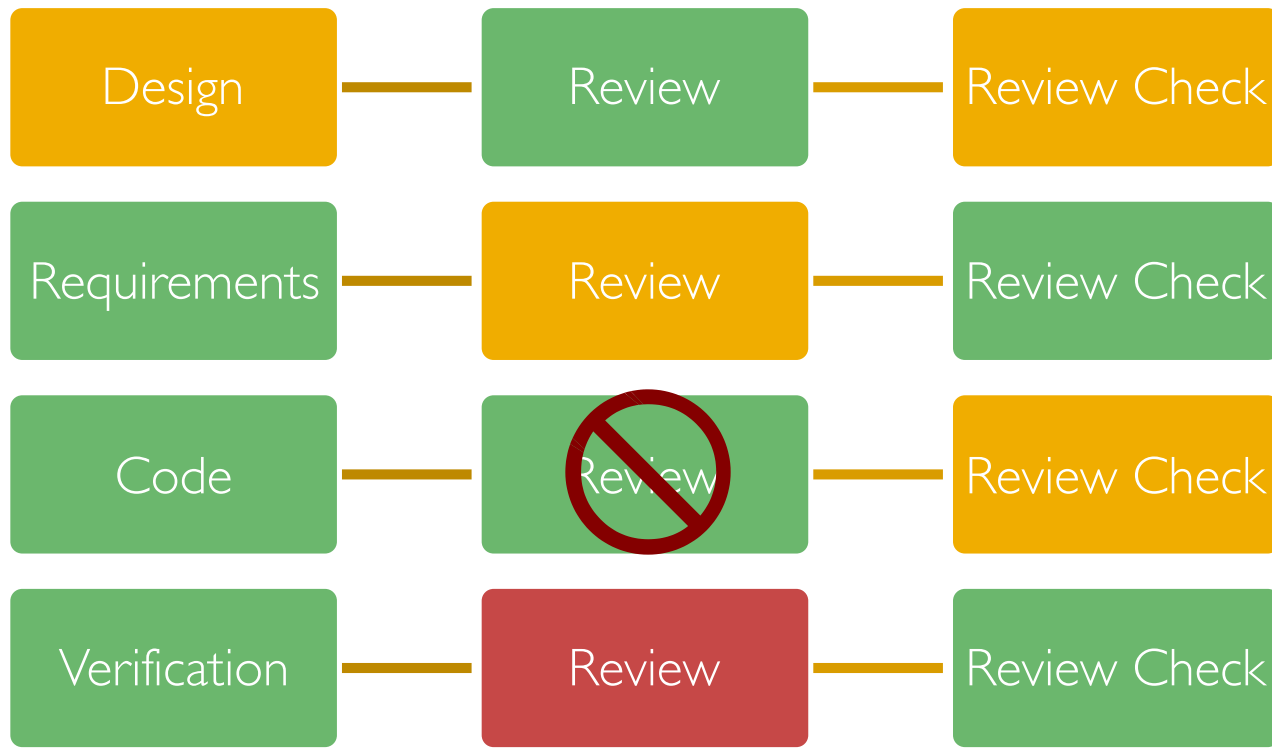 Design
Review
Review Check
Requirements
Review
Review Check
Code
Review
Review Check
Verification
Review
Review Check